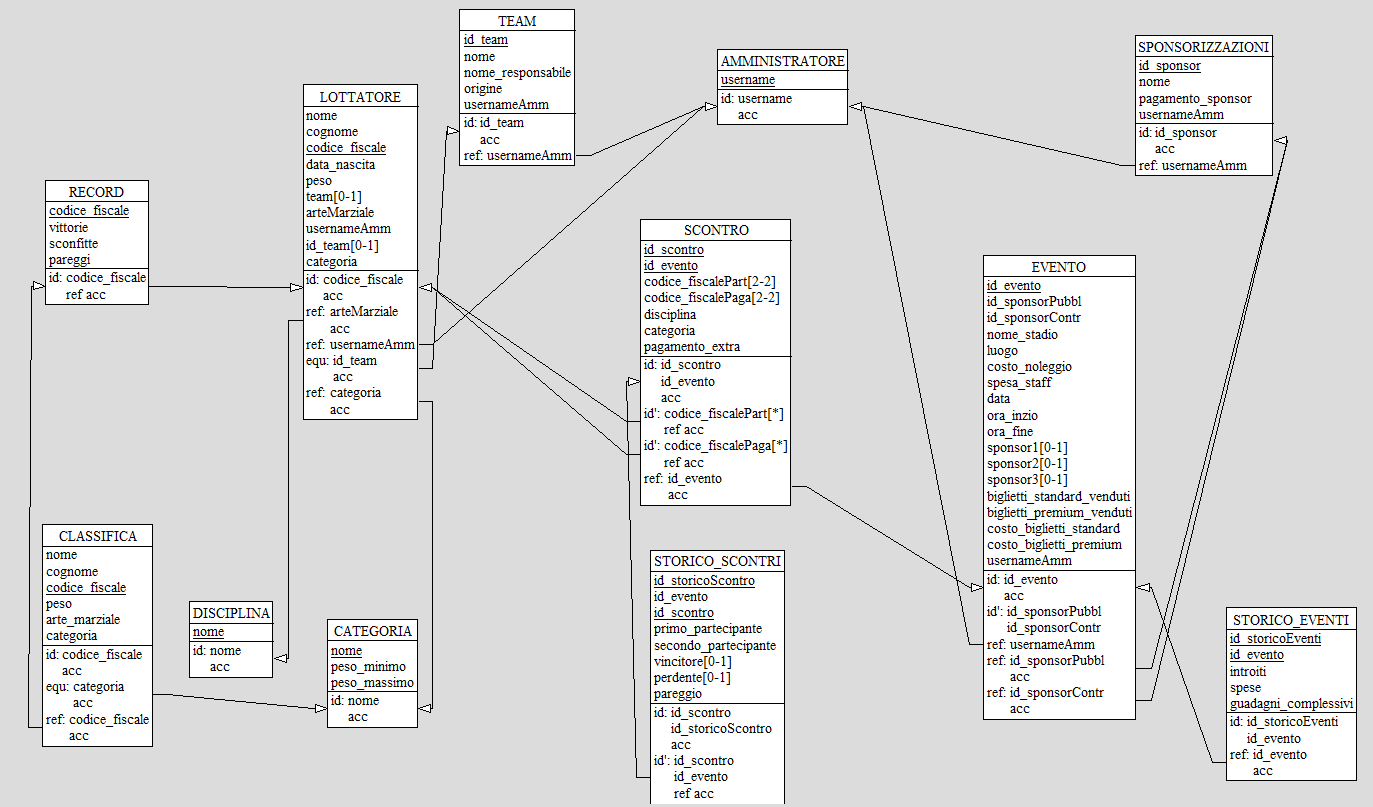 TEAM
id_team
nome
nome_responsabile
origine
usernameAmm
id: id_team
acc
ref: usernameAmm
AMMINISTRATORE
username
id: username
acc
SPONSORIZZAZIONI
id_sponsor
nome
pagamento_sponsor
usernameAmm
id: id_sponsor
acc
ref: usernameAmm
LOTTATORE
nome
cognome
codice_fiscale
data_nascita
peso
team[0-1]
arteMarziale
usernameAmm
id_team[0-1]
categoria
id: codice_fiscale
acc
ref: arteMarziale
acc
ref: usernameAmm
equ: id_team
acc
ref: categoria
acc
RECORD
codice_fiscale
vittorie
sconfitte
pareggi
id: codice_fiscale
ref acc
SCONTRO
id_scontro
id_evento
codice_fiscalePart[2-2]
codice_fiscalePaga[2-2]
disciplina
categoria
pagamento_extra
id: id_scontro
id_evento
acc
id': codice_fiscalePart[*]
ref acc
id': codice_fiscalePaga[*]
ref acc
ref: id_evento
acc
EVENTO
id_evento
id_sponsorPubbl
id_sponsorContr
nome_stadio
luogo
costo_noleggio
spesa_staff
data
ora_inzio
ora_fine
sponsor1[0-1]
sponsor2[0-1]
sponsor3[0-1]
biglietti_standard_venduti
biglietti_premium_venduti
costo_biglietti_standard
costo_biglietti_premium
usernameAmm
id: id_evento
acc
id': id_sponsorPubbl
id_sponsorContr
ref: usernameAmm
ref: id_sponsorPubbl
acc
ref: id_sponsorContr
acc
CLASSIFICA
nome
cognome
codice_fiscale
peso
arte_marziale
categoria
id: codice_fiscale
acc
equ: categoria
acc
ref: codice_fiscale
acc
DISCIPLINA
nome
id: nome
acc
CATEGORIA
nome
peso_minimo
peso_massimo
id: nome
acc
STORICO_SCONTRI
id_storicoScontro
id_evento
id_scontro
primo_partecipante
secondo_partecipante
vincitore[0-1]
perdente[0-1]
pareggio
id: id_scontro
id_storicoScontro
acc
id': id_scontro
id_evento
ref acc
STORICO_EVENTI
id_storicoEventi
id_evento
introiti
spese
guadagni_complessivi
id: id_storicoEventi
id_evento
ref: id_evento
acc